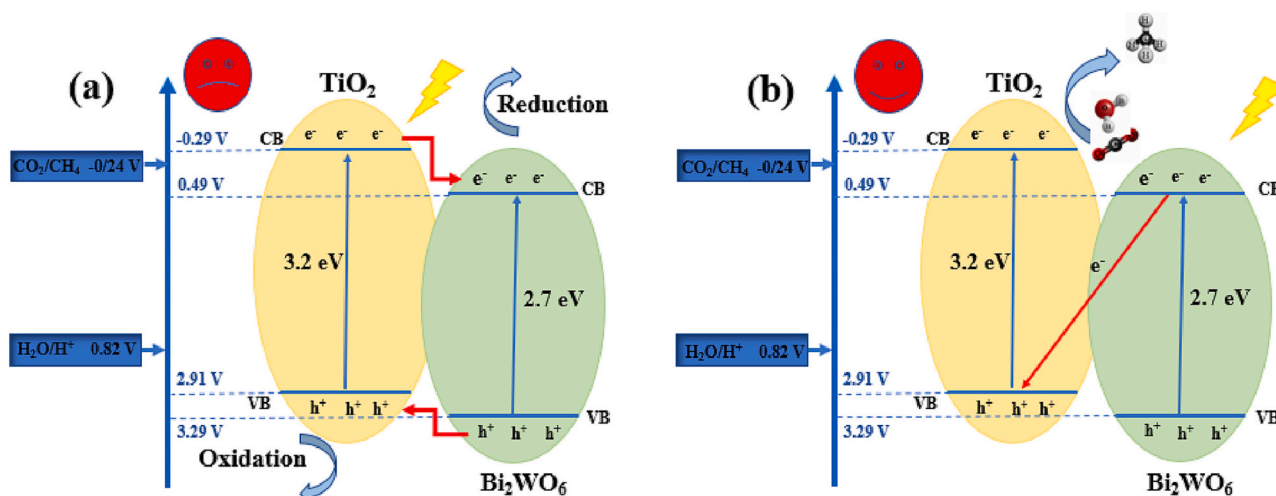 (a)
TiO₂
Reduction
-0.29 V
CB
e⁻ e⁻ e⁻
CO₂/CH₄ -0/24 V
0.49 V
e⁻ e⁻ e⁻
CB
3.2 eV
2.7 eV
H₂O/H⁺ 0.82 V
2.91 V
VB
h⁺ h⁺ h⁺
3.29 V
VB
h⁺ h⁺ h⁺
Oxidation
Bi₂WO₆
(b)
TiO₂
H
H C H
H
O H
H
C
-0.29 V
CB
e⁻ e⁻ e⁻
CO₂/CH₄ -0/24 V
0.49 V
e⁻ e⁻ e⁻
CB
3.2 eV
e⁻
2.7 eV
H₂O/H⁺ 0.82 V
2.91 V
VB
h⁺ h⁺ h⁺
3.29 V
VB
h⁺ h⁺ h⁺
Bi₂WO₆